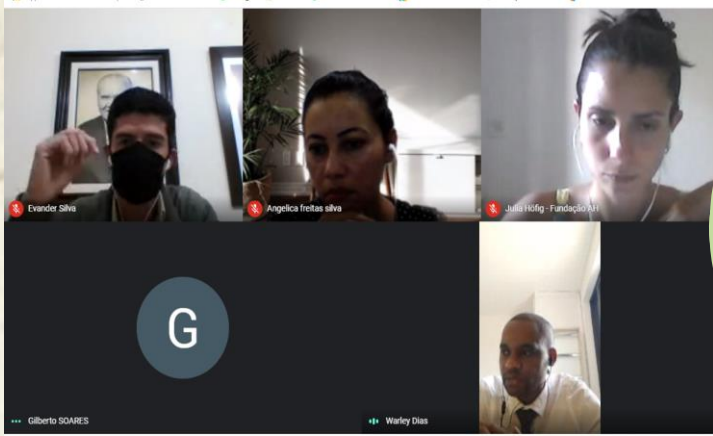 Evander Silva
Angelica freitas silva
Julia Höfig - Fundação AH
G
Gilberto SOARES
Warley Dias